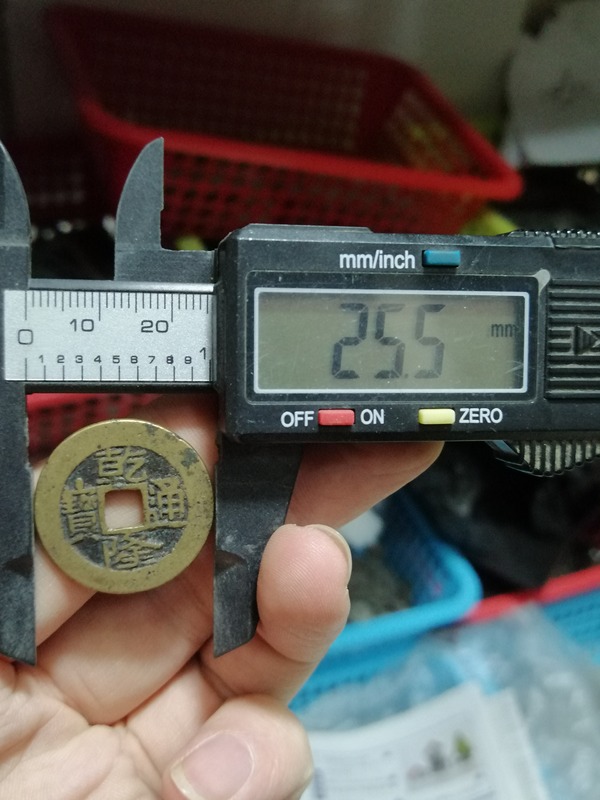 mm/inch
25.5 mm
OFF ON ZERO
0 10 20
1 2 3 4 5 6 7 8 9 1
乾
寶 通
隆